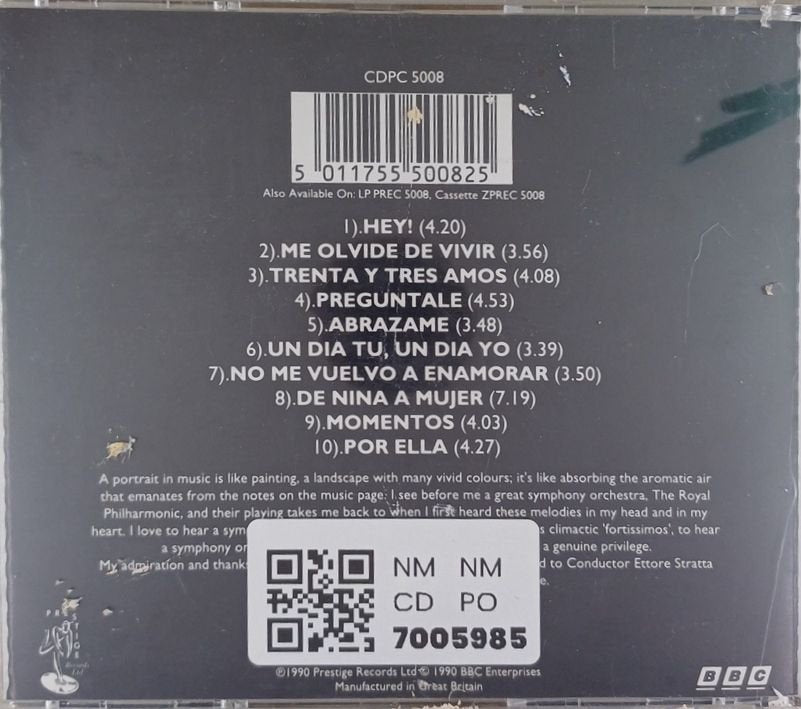 CDPC 5008
5 011755 500825
Also Available On: LP PREC 5008, Cassette ZPREC 5008
1).HEY! (4.20)
2).ME OLVIDE DE VIVIR (3.56)
3).TRENTA Y TRES AMOS (4.08)
4).PREGUNTALE (4.53)
5).ABRAZAME (3.48)
6).UN DIA TU, UN DIA YO (3.39)
7).NO ME VUELVO A ENAMORAR (3.50)
8).DE NINA A MUJER (7.19)
9).MOMENTOS (4.03)
10).POR ELLA (4.27)
A portrait in music is like painting, a landscape with many vivid colours; it's like absorbing the aromatic air
that emanates from the notes on the music page. I see before me a great symphony orchestra, The Royal
Philharmonic, and their playing takes me back to when I first heard these melodies in my head and in my
heart. I love to hear a climactic 'fortissimos', to hear
a symphony a genuine privilege.
My admiration and to Conductor Ettore Stratta
NM NM
CD PO
7005985
PRESTIGE
Records
Ltd
©1990 Prestige Records Ltd © 1990 BBC Enterprises
Manufactured in Great Britain
BBC